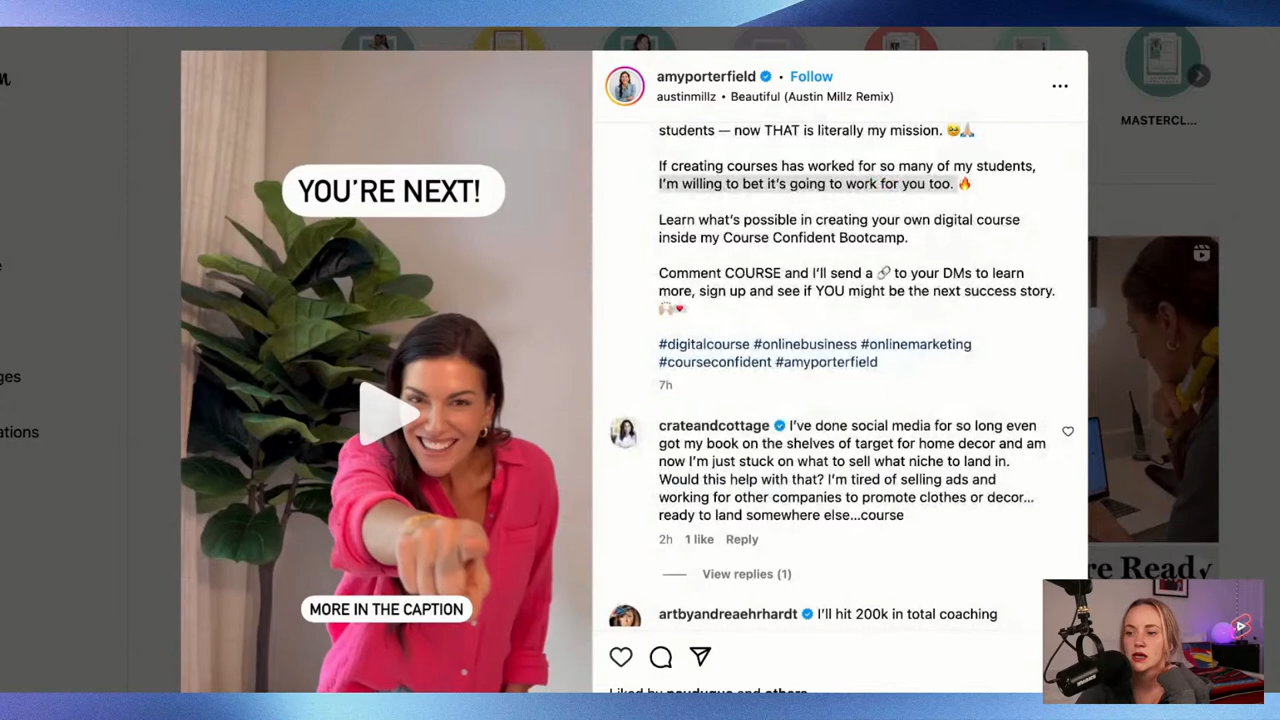 amyporterfield • Follow
austinmillz • Beautiful (Austin Millz Remix)
MASTERCL...
YOU'RE NEXT!
students — now THAT is literally my mission. 🥹🙏🏼
If creating courses has worked for so many of my students,
I'm willing to bet it's going to work for you too. 🔥
Learn what's possible in creating your own digital course
inside my Course Confident Bootcamp.
Comment COURSE and I'll send a 🔗 to your DMs to learn
more, sign up and see if YOU might be the next success story.
🙌🏻💌
#digitalcourse #onlinebusiness #onlinemarketing
#courseconfident #amyporterfield
7h
crateandcottage I've done social media for so long even
got my book on the shelves of target for home decor and am
now I'm just stuck on what to sell what niche to land in.
Would this help with that? I'm tired of selling ads and
working for other companies to promote clothes or decor...
ready to land somewhere else...course
2h 1 like Reply
View replies (1)
artbyandreaehrhardt I'll hit 200k in total coaching
MORE IN THE CAPTION
Liked by
and others
re Ready
ges
ations